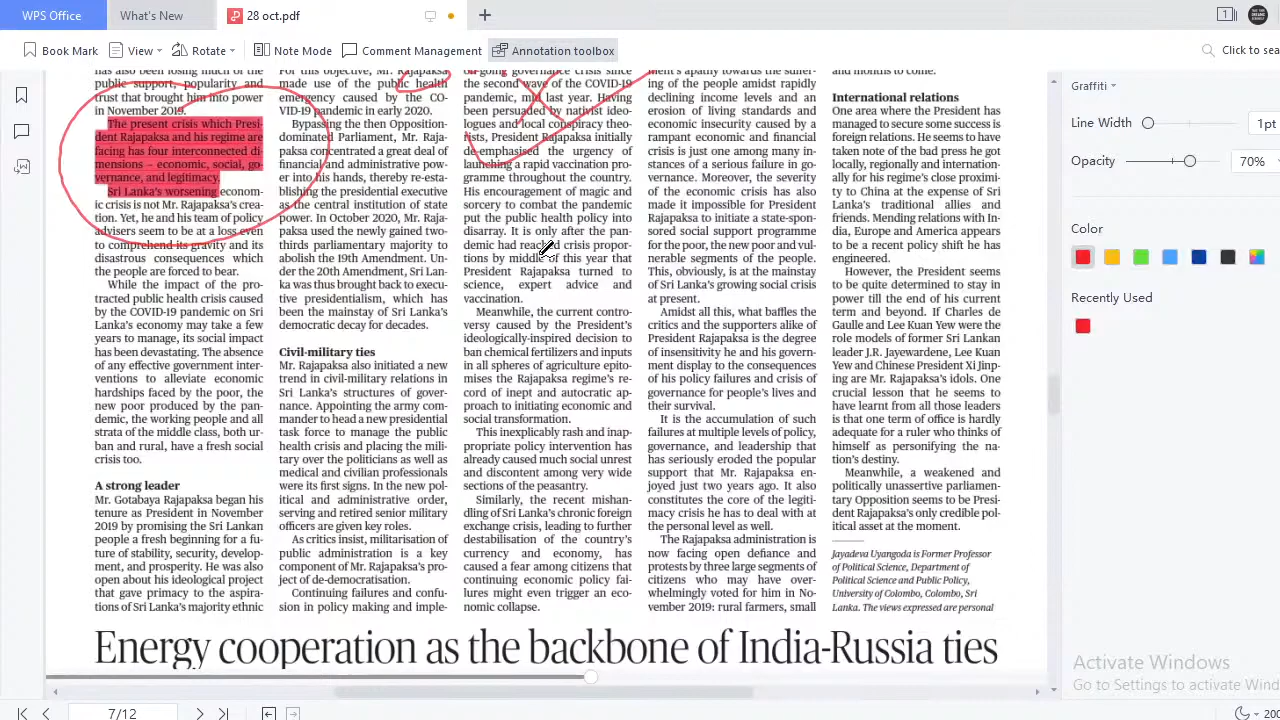 WPS Office
What's New
28 oct.pdf
1
Book Mark
View
Rotate
Note Mode
Comment Management
Annotation toolbox
Click to sea
has also been losing much of the
public support, popularity and
trust that brought him into power
in November 2019.
The present crisis which Presi-
dent Rajapaksa and his regime are
facing has four interconnected di-
mensions – economic, social, go-
vernance, and legitimacy.
Sri Lanka's worsening econom-
ic crisis is not Mr. Rajapaksa's crea-
tion. Yet, he and his team of policy
advisers seem to be at a loss even
to comprehend its gravity and its
disastrous consequences which
the people are forced to bear.
While the impact of the pro-
tracted public health crisis caused
by the COVID-19 pandemic on Sri
Lanka's economy may take a few
years to manage, its social impact
has been devastating. The absence
of any effective government inter-
ventions to alleviate economic
hardships faced by the poor, the
new poor produced by the pan-
demic, the working people and all
strata of the middle class, both ur-
ban and rural, have a fresh social
crisis too.
A strong leader
Mr. Gotabaya Rajapaksa began his
tenure as President in November
2019 by promising the Sri Lankan
people a fresh beginning for a fu-
ture of stability, security, develop-
ment, and prosperity. He was also
open about his ideological project
that gave primacy to the aspira-
tions of Sri Lanka's majority ethnic
For this objective, Mr. Rajapaksa
made use of the public health
emergency caused by the CO-
VID-19 pandemic in early 2020.
Bypassing the then Opposition-
dominated Parliament, Mr. Raja-
paksa concentrated a great deal of
financial and administrative pow-
er into his hands, thereby re-esta-
blishing the presidential executive
as the central institution of state
power. In October 2020, Mr. Raja-
paksa used the newly gained two-
thirds parliamentary majority to
abolish the 19th Amendment. Un-
der the 20th Amendment, Sri Lan-
ka was thus brought back to execu-
tive presidentialism, which has
been the mainstay of Sri Lanka's
democratic decay for decades.
Civil-military ties
Mr. Rajapaksa also initiated a new
trend in civil-military relations in
Sri Lanka's structures of gover-
nance. Appointing the army com-
mander to head a new presidential
task force to manage the public
health crisis and placing the mili-
tary over the politicians as well as
medical and civilian professionals
were its first signs. In the new pol-
itical and administrative order,
serving and retired senior military
officers are given key roles.
As critics insist, militarisation of
public administration is a key
component of Mr. Rajapaksa's pro-
ject of de-democratisation.
Continuing failures and confu-
sion in policy making and imple-
on-going governance crisis since
the second wave of the COVID-19
pandemic, mid last year. Having
been persuaded by nativist ideo-
logues and local conspiracy theo-
rists, President Rajapaksa initially
de-emphasised the urgency of
launching a rapid vaccination pro-
gramme throughout the country.
His encouragement of magic and
sorcery to combat the pandemic
put the public health policy into
disarray. It is only after the pan-
demic had reached crisis propor-
tions by middle of this year that
President Rajapaksa turned to
science, expert advice and
vaccination.
Meanwhile, the current contro-
versy caused by the President's
ideologically-inspired decision to
ban chemical fertilizers and inputs
in all spheres of agriculture epito-
mises the Rajapaksa regime's re-
cord of inept and autocratic ap-
proach to initiating economic and
social transformation.
This inexplicably rash and inap-
propriate policy intervention has
already caused much social unrest
and discontent among very wide
sections of the peasantry.
Similarly, the recent mishan-
dling of Sri Lanka's chronic foreign
exchange crisis, leading to further
destabilisation of the country's
currency and economy, has
caused a fear among citizens that
continuing economic policy fai-
lures might even trigger an eco-
nomic collapse.
ment's apathy towards the suffer-
ing of the people amidst rapidly
declining income levels and an
erosion of living standards and
economic insecurity caused by a
rampant economic and financial
crisis is just one among many in-
stances of a serious failure in go-
vernance. Moreover, the severity
of the economic crisis has also
made it impossible for President
Rajapaksa to initiate a state-spon-
sored social support programme
for the poor, the new poor and vul-
nerable segments of the people.
This, obviously, is at the mainstay
of Sri Lanka's growing social crisis
at present.
Amidst all this, what baffles the
critics and the supporters alike of
President Rajapaksa is the degree
of insensitivity he and his govern-
ment display to the consequences
of his policy failures and crisis of
governance for people's lives and
their survival.
It is the accumulation of such
failures at multiple levels of policy,
governance, and leadership that
has seriously eroded the popular
support that Mr. Rajapaksa en-
joyed just two years ago. It also
constitutes the core of the legiti-
macy crisis he has to deal with at
the personal level as well.
The Rajapaksa administration is
now facing open defiance and
protests by three large segments of
citizens who may have over-
whelmingly voted for him in No-
vember 2019: rural farmers, small
and months to come.
International relations
One area where the President has
managed to secure some success is
foreign relations. He seems to have
taken note of the bad press he got
locally, regionally and internation-
ally for his regime's close proximi-
ty to China at the expense of Sri
Lanka's traditional allies and
friends. Mending relations with In-
dia, Europe and America appears
to be a recent policy shift he has
engineered.
However, the President seems
to be quite determined to stay in
power till the end of his current
term and beyond. If Charles de
Gaulle and Lee Kuan Yew were the
role models of former Sri Lankan
leader J.R. Jayewardene, Lee Kuan
Yew and Chinese President Xi Jinp-
ing are Mr. Rajapaksa's idols. One
crucial lesson that he seems to
have learnt from all those leaders
is that one term of office is hardly
adequate for a ruler who thinks of
himself as personifying the na-
tion's destiny.
Meanwhile, a weakened and
politically unassertive parliamen-
tary Opposition seems to be Presi-
dent Rajapaksa's only credible pol-
itical asset at the moment.
Jayadeva Uyangoda is Former Professor
of Political Science, Department of
Political Science and Public Policy,
University of Colombo, Colombo, Sri
Lanka. The views expressed are personal
Energy cooperation as the backbone of India-Russia ties
Graffiti
Line Width
1pt
Opacity
70%
Color
Recently Used
Activate Windows
Go to Settings to activate Wind
7/12
200